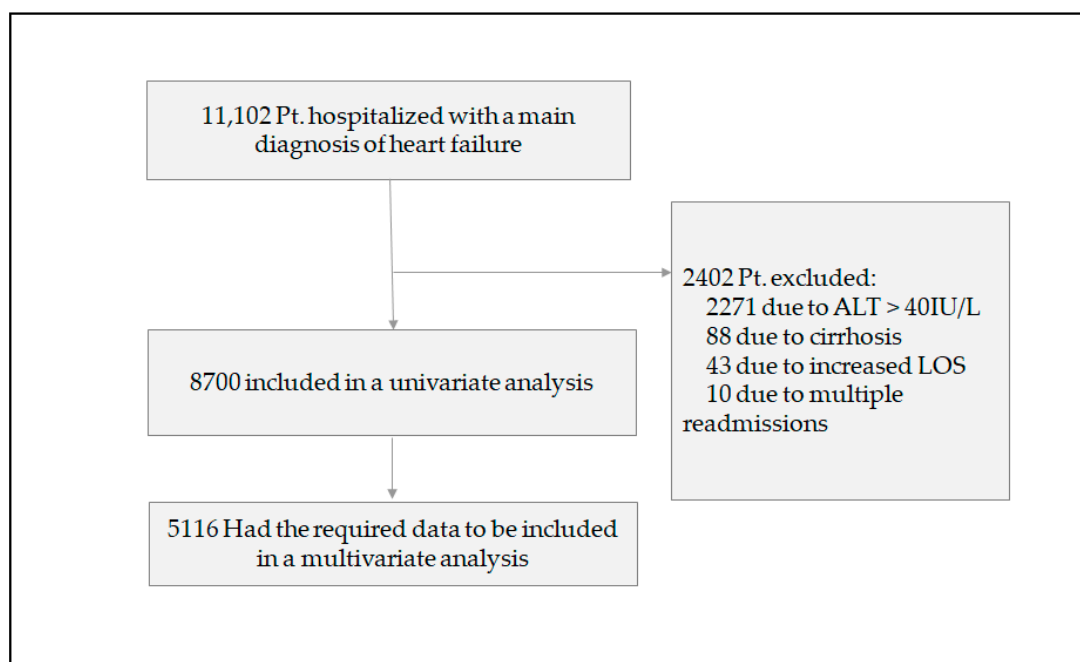 11,102 Pt. hospitalized with a main
diagnosis of heart failure
2402 Pt. excluded:
2271 due to ALT > 40IU/L
88 due to cirrhosis
43 due to increased LOS
10 due to multiple
readmissions
8700 included in a univariate analysis
5116 Had the required data to be included
in a multivariate analysis